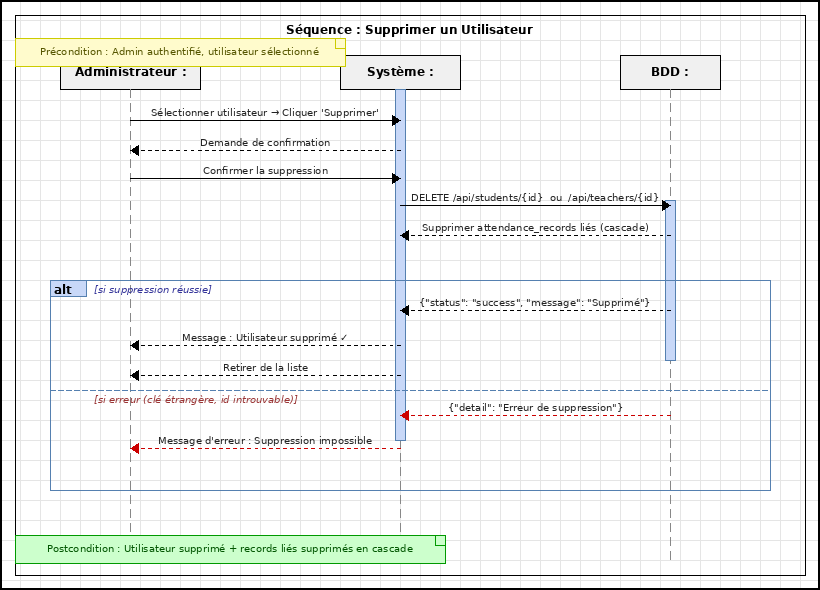 Séquence : Supprimer un Utilisateur
Précondition : Admin authentifié, utilisateur sélectionné
Administrateur :
Système :
BDD :
Sélectionner utilisateur → Cliquer 'Supprimer'
Demande de confirmation
Confirmer la suppression
DELETE /api/students/{id}  ou  /api/teachers/{id}
Supprimer attendance_records liés (cascade)
alt
[si suppression réussie]
{"status": "success", "message": "Supprimé"}
Message : Utilisateur supprimé ✓
Retirer de la liste
[si erreur (clé étrangère, id introuvable)]
{"detail": "Erreur de suppression"}
Message d'erreur : Suppression impossible
Postcondition : Utilisateur supprimé + records liés supprimés en cascade